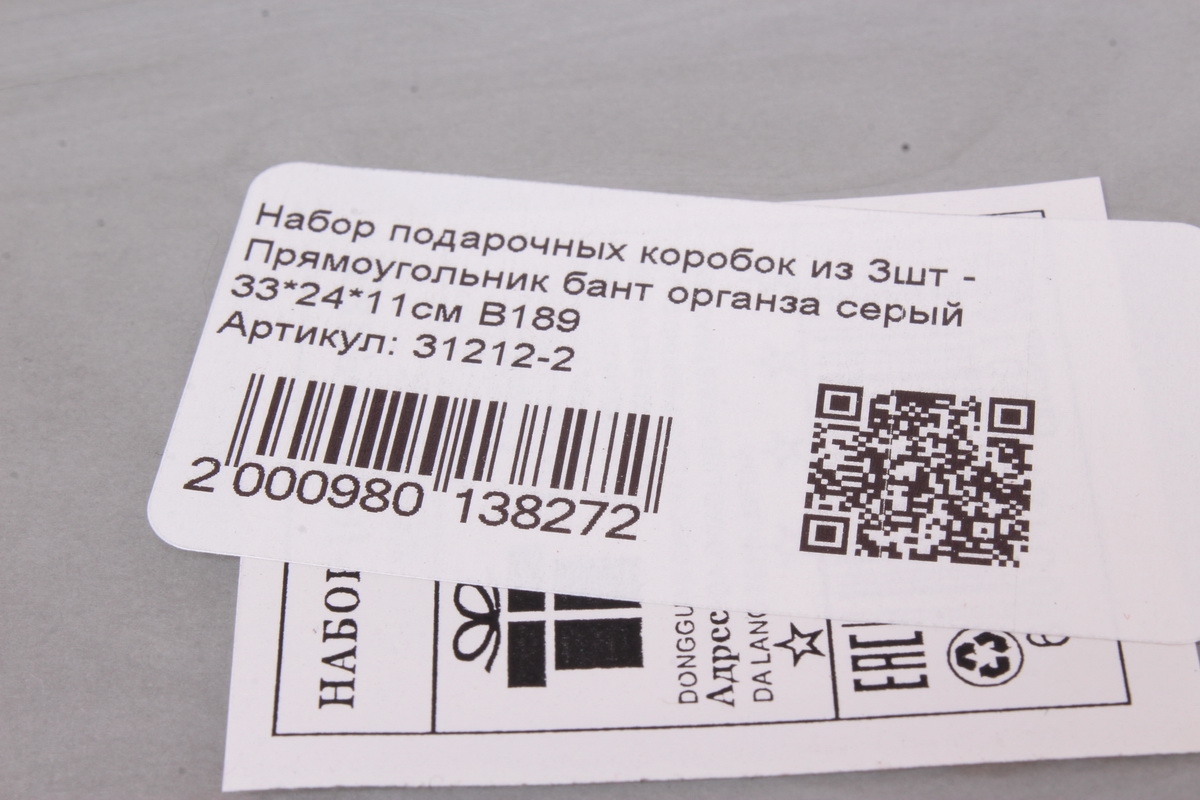 Набор подарочных коробок из 3шт -
Прямоугольник бант органза серый
33*24*11см В189
Артикул: 31212-2
2 000980 138272
НАБОР
DONGGU
Адрес
DALANG
EAC